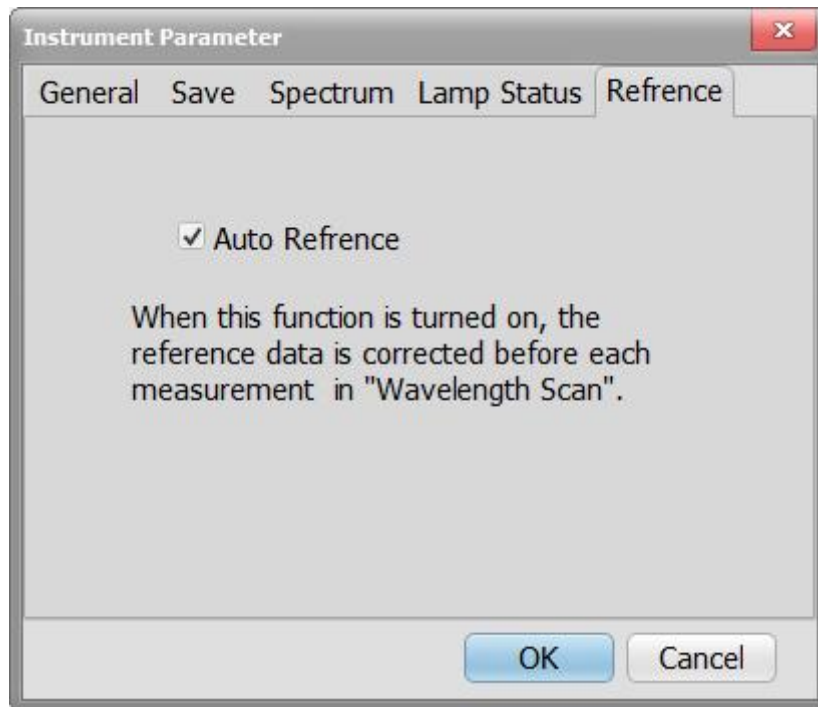 Instrument Parameter
General Save Spectrum Lamp Status Refrence
Auto Refrence
When this function is turned on, the
reference data is corrected before each
measurement in "Wavelength Scan".
OK Cancel